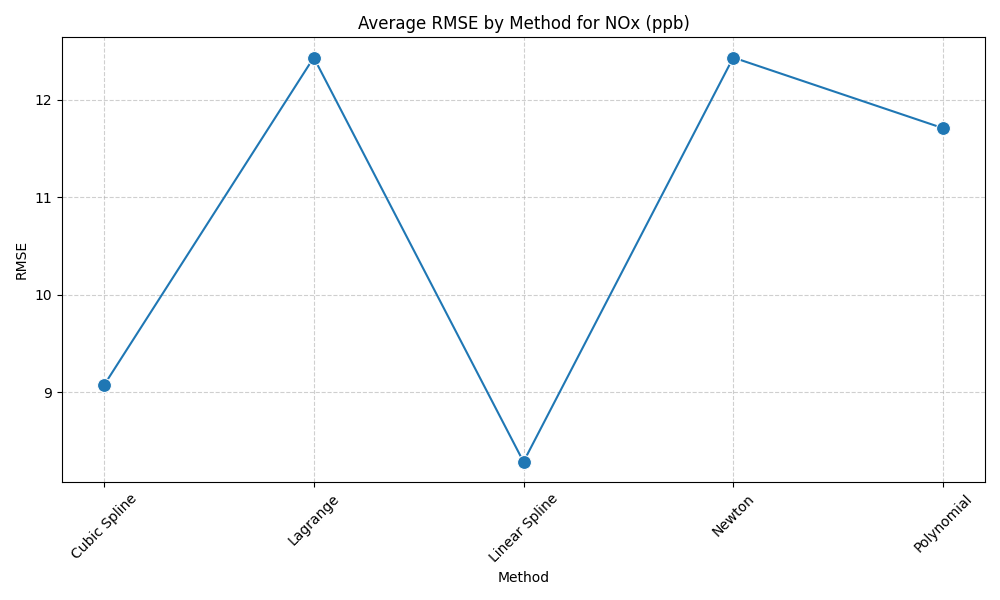 Average RMSE by Method for NOx (ppb)
12
11
10
9
RMSE
Cubic Spline
Lagrange
Linear Spline
Newton
Polynomial
Method